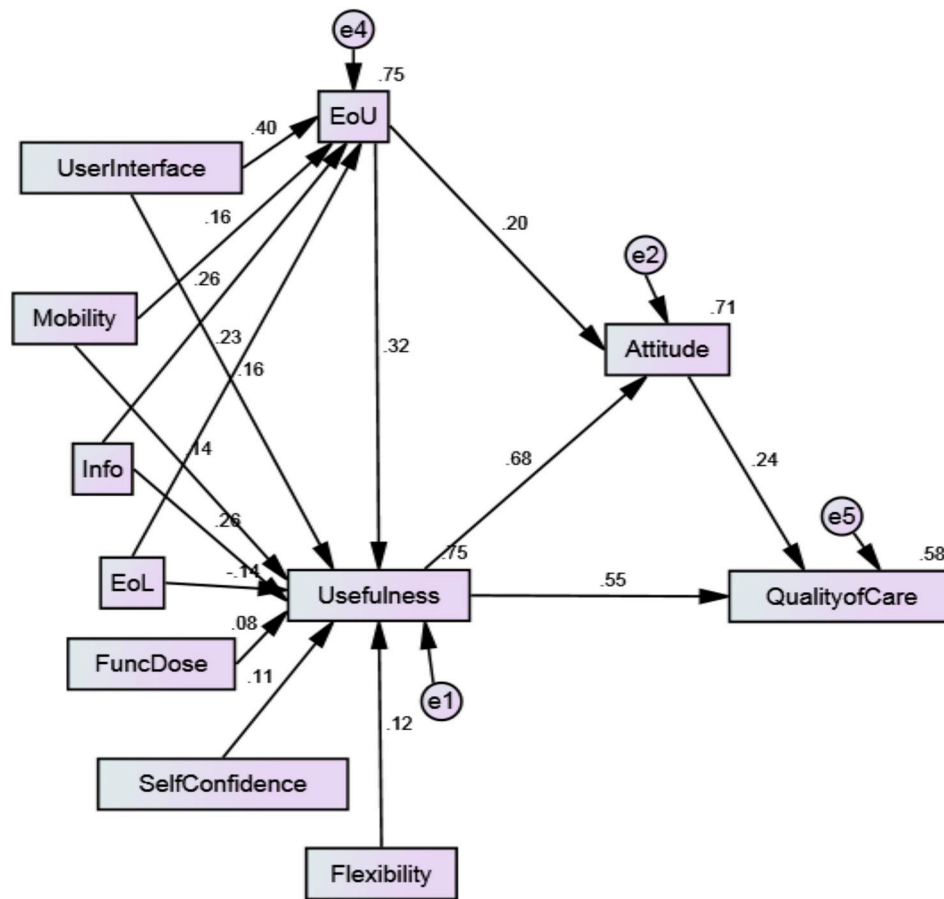 e4
.75
EoU
.40
UserInterface
.16
.20
e2
.26
.71
Mobility
.23
.32
Attitude
.16
.14
.68
.24
Info
.26
e5
.75
.58
EoL
-.14
Usefulness
.55
QualityofCare
.08
FuncDose
.11
e1
.12
SelfConfidence
Flexibility